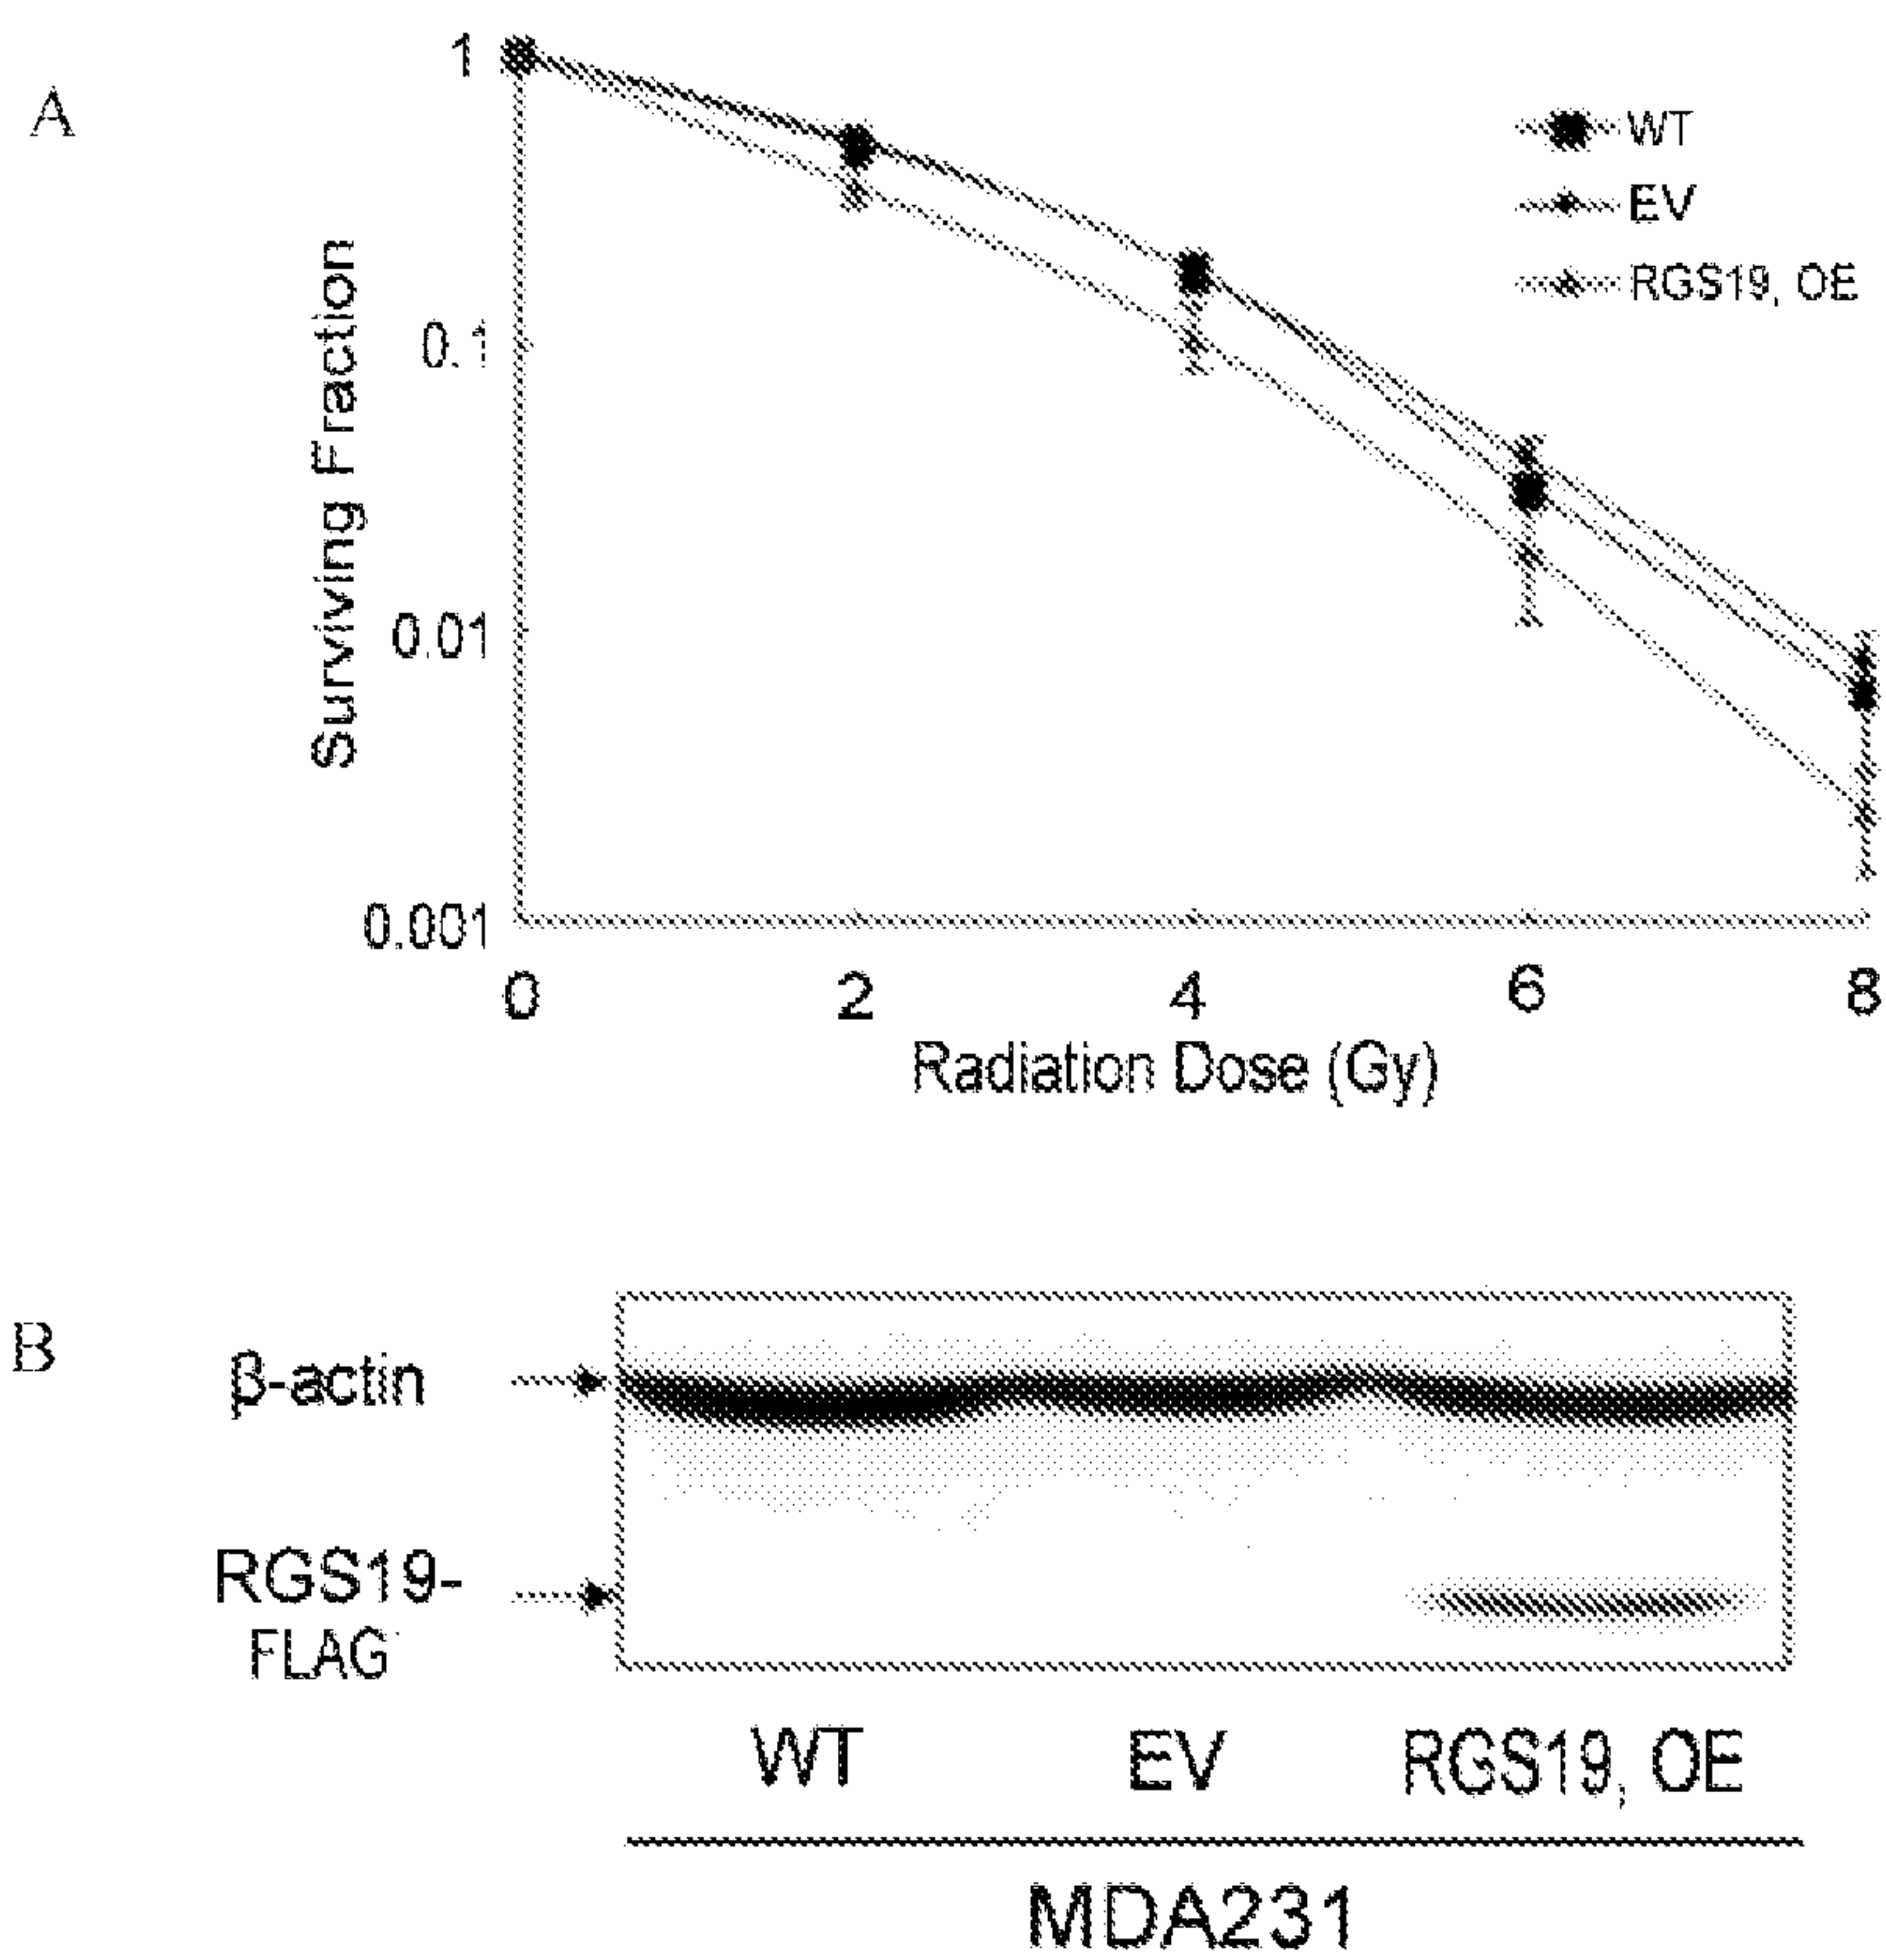 A
1
0.1
0.01
0.001
Surviving Fraction
WT
EV
RGS19, OE
0 2 4 6 8
Radiation Dose (Gy)
B
β-actin
RGS19-
FLAG
WT EV RGS19, OE
MDA231